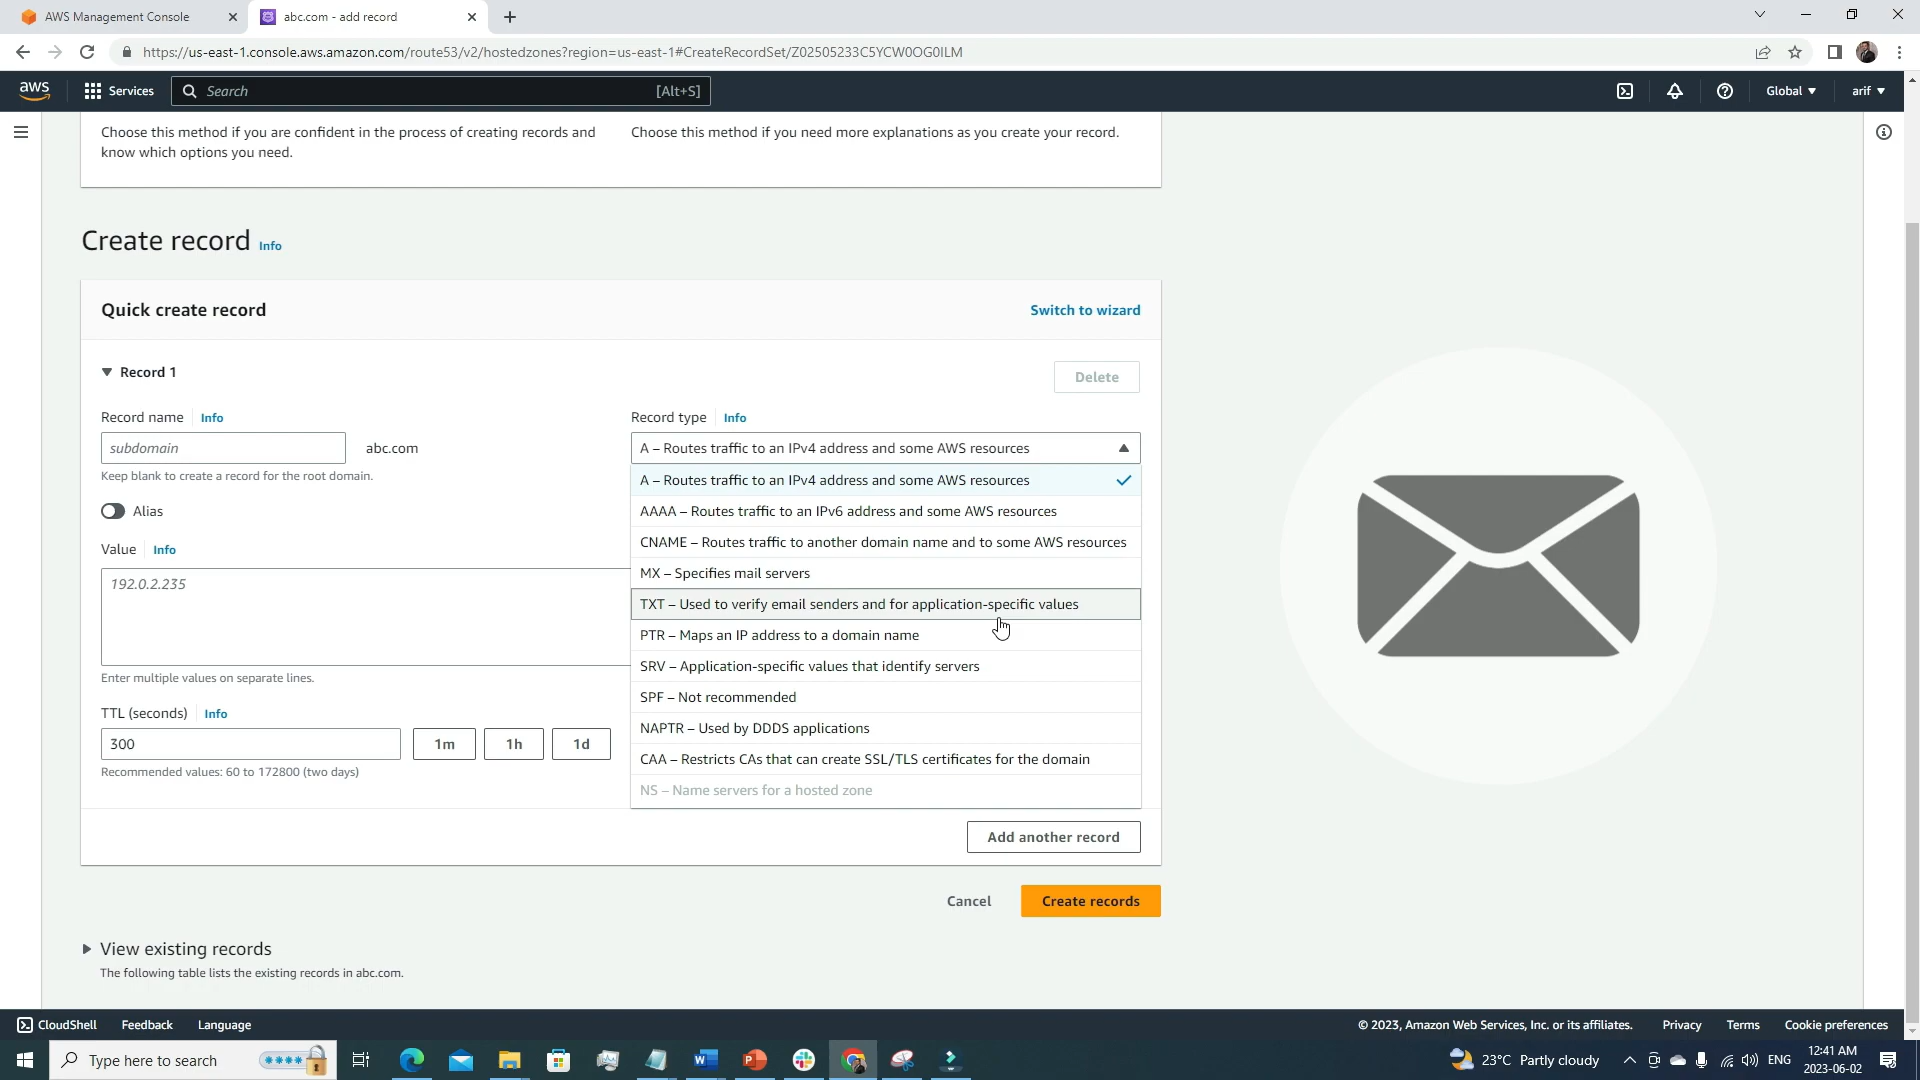 AWS Management Console
abc.com - add record
https://us-east-1.console.aws.amazon.com/route53/v2/hostedzones?region=us-east-1#CreateRecordSet/Z02505233C5YCW0OG0ILM
aws
Services
Search
[Alt+S]
Global
arif
Choose this method if you are confident in the process of creating records and
know which options you need.
Choose this method if you need more explanations as you create your record.
Create record Info
Quick create record
Switch to wizard
Record 1
Delete
Record name Info
subdomain
abc.com
Keep blank to create a record for the root domain.
Alias
Value Info
192.0.2.235
Enter multiple values on separate lines.
TTL (seconds) Info
300
1m
1h
1d
Recommended values: 60 to 172800 (two days)
Record type Info
A – Routes traffic to an IPv4 address and some AWS resources
A – Routes traffic to an IPv4 address and some AWS resources
AAAA – Routes traffic to an IPv6 address and some AWS resources
CNAME – Routes traffic to another domain name and to some AWS resources
MX – Specifies mail servers
TXT – Used to verify email senders and for application-specific values
PTR – Maps an IP address to a domain name
SRV – Application-specific values that identify servers
SPF – Not recommended
NAPTR – Used by DDDS applications
CAA – Restricts CAs that can create SSL/TLS certificates for the domain
NS – Name servers for a hosted zone
Add another record
Cancel
Create records
View existing records
The following table lists the existing records in abc.com.
CloudShell
Feedback
Language
© 2023, Amazon Web Services, Inc. or its affiliates.
Privacy
Terms
Cookie preferences
Type here to search
23°C Partly cloudy
ENG
12:41 AM
2023-06-02